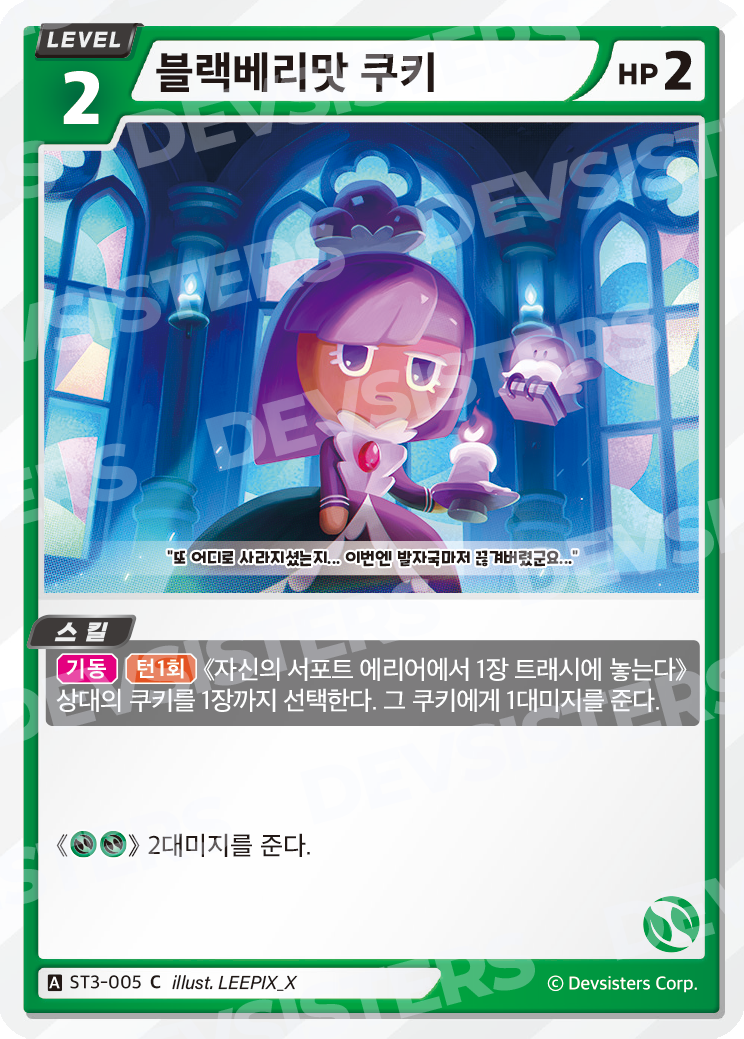 LEVEL
2
블랙베리맛 쿠키
HP 2
"또 어디로 사라지셨는지... 이번엔 발자국마저 끊겨버렸군요..."
스킬
기동 턴1회 《자신의 서포트 에리어에서 1장 트래시에 놓는다》
상대의 쿠키를 1장까지 선택한다. 그 쿠키에게 1대미지를 준다.
《》 2대미지를 준다.
A ST3-005 C illust. LEEPIX_X
© Devsisters Corp.
DEVSISTERS